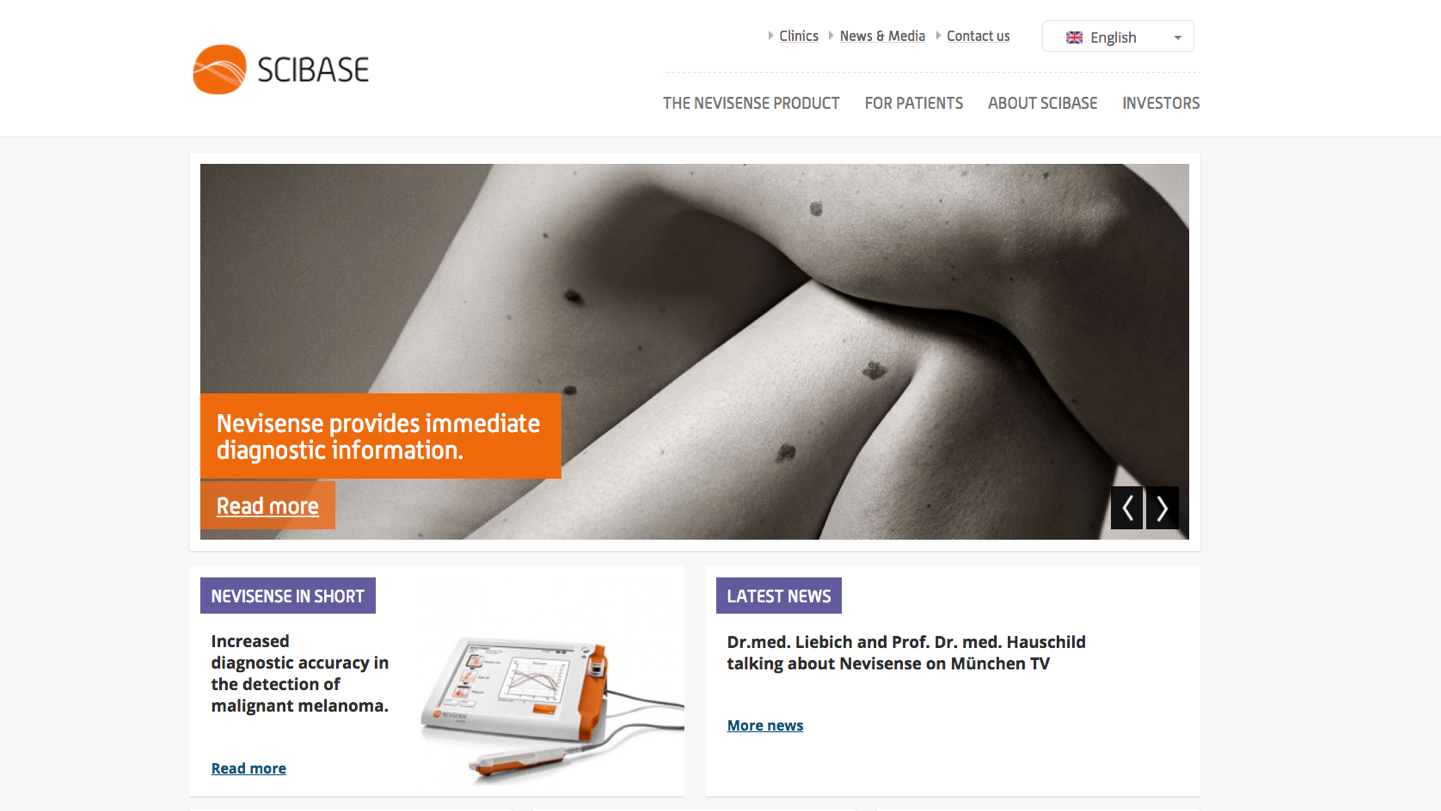 Clinics News & Media Contact us English
SCIBASE
THE NEVISENSE PRODUCT FOR PATIENTS ABOUT SCIBASE INVESTORS
Nevisense provides immediate
diagnostic information.
Read more
NEVISENSE IN SHORT
Increased
diagnostic accuracy in
the detection of
malignant melanoma.
Read more
NEVISENSE
LATEST NEWS
Dr.med. Liebich and Prof. Dr. med. Hauschild
talking about Nevisense on München TV
More news